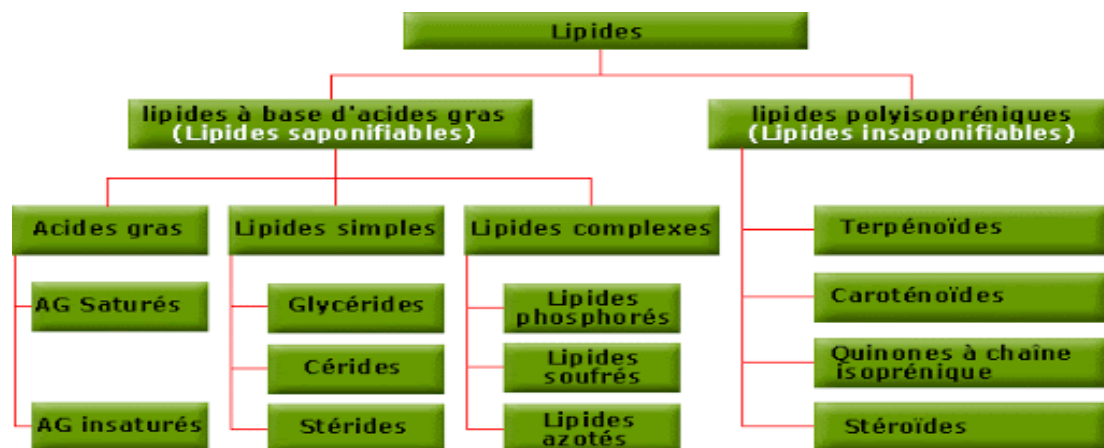 Lipides
lipides à base d'acides gras
(Lipides saponifiables)
lipides polyisopréniques
(Lipides insaponifiables)
Acides gras
Lipides simples
Lipides complexes
AG Saturés
AG insaturés
Glycérides
Cérides
Stérides
Lipides
phosphorés
Lipides
soufrés
Lipides
azotés
Terpénoïdes
Caroténoïdes
Quinones à chaîne
isoprénique
Stéroïdes